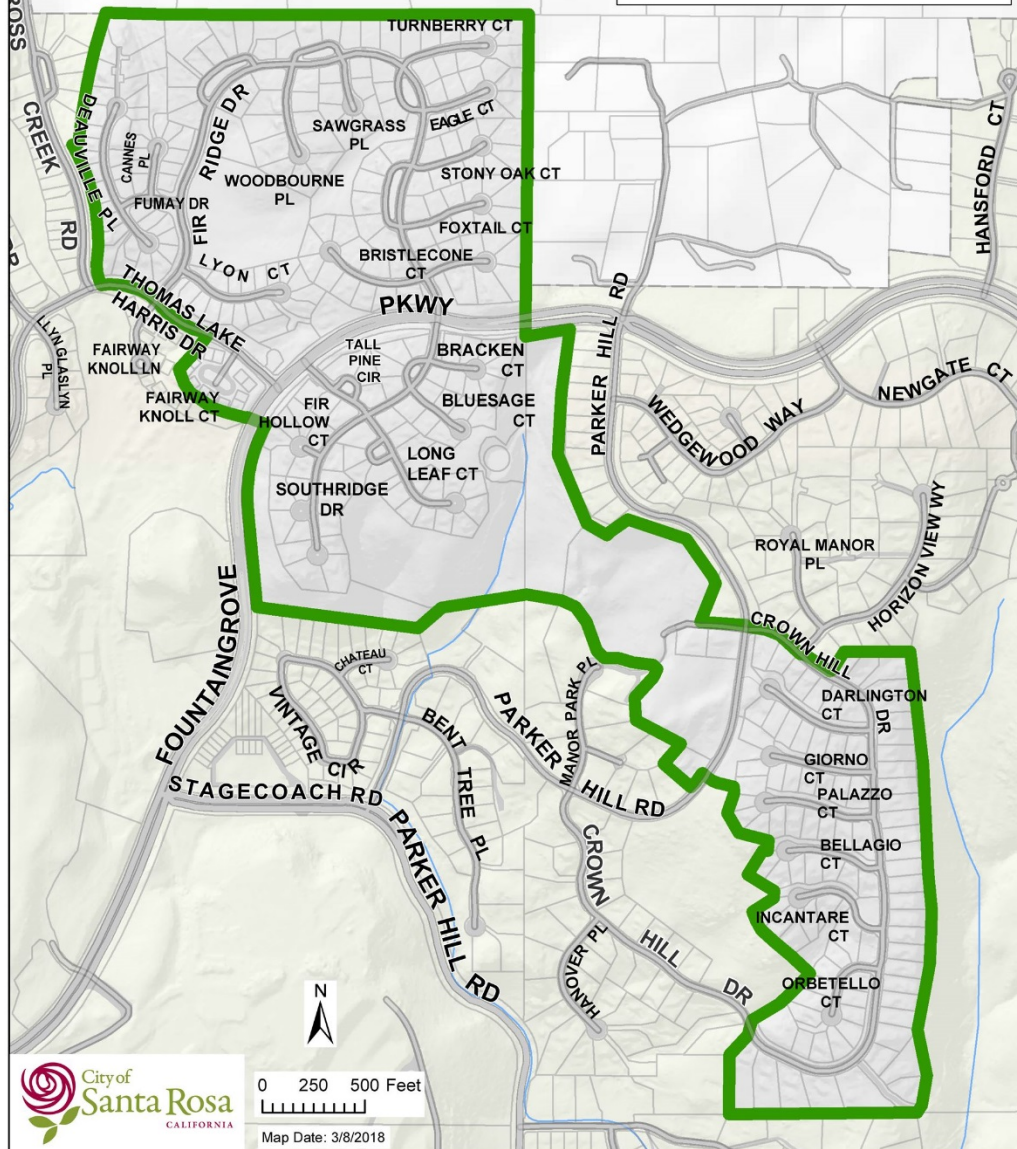 ROSS
CREEK
RD
DEAUVILLE PL
CANNES
PL
FUMAY DR
FIR
RIDGE DR
TURNBERRY CT
SAWGRASS
PL
EAGLE CT
WOODBOURNE
PL
STONY OAK CT
FOXTAIL CT
LYON CT
BRISTLECONE
CT
HANSFORD CT
THOMAS LAKE
HARRIS DR
PKWY
PARKER HILL RD
LLYN GLASLYN
PL
FAIRWAY
KNOLL LN
FAIRWAY
KNOLL CT
TALL
PINE
CIR
BRACKEN
CT
BLUESAGE
CT
FIR
HOLLOW
CT
LONG
LEAF CT
SOUTHRIDGE
DR
WEDGEWOOD WAY
NEWGATE CT
ROYAL MANOR
PL
HORIZON VIEW WY
FOUNTAINGROVE
CROWN HILL
DR
CHATEAU
CT
VINTAGE CIR
BENT
TREE PL
PARKER
HILL RD
MANOR PARK PL
STAGECOACH RD
PARKER HILL RD
CROWN
HILL
DR
HANOVER PL
DARLINGTON
CT
GIORNO
CT
PALAZZO
CT
BELLAGIO
CT
INCANTARE
CT
ORBETELLO
CT
N
City of
Santa Rosa
CALIFORNIA
0 250 500 Feet
Map Date: 3/8/2018